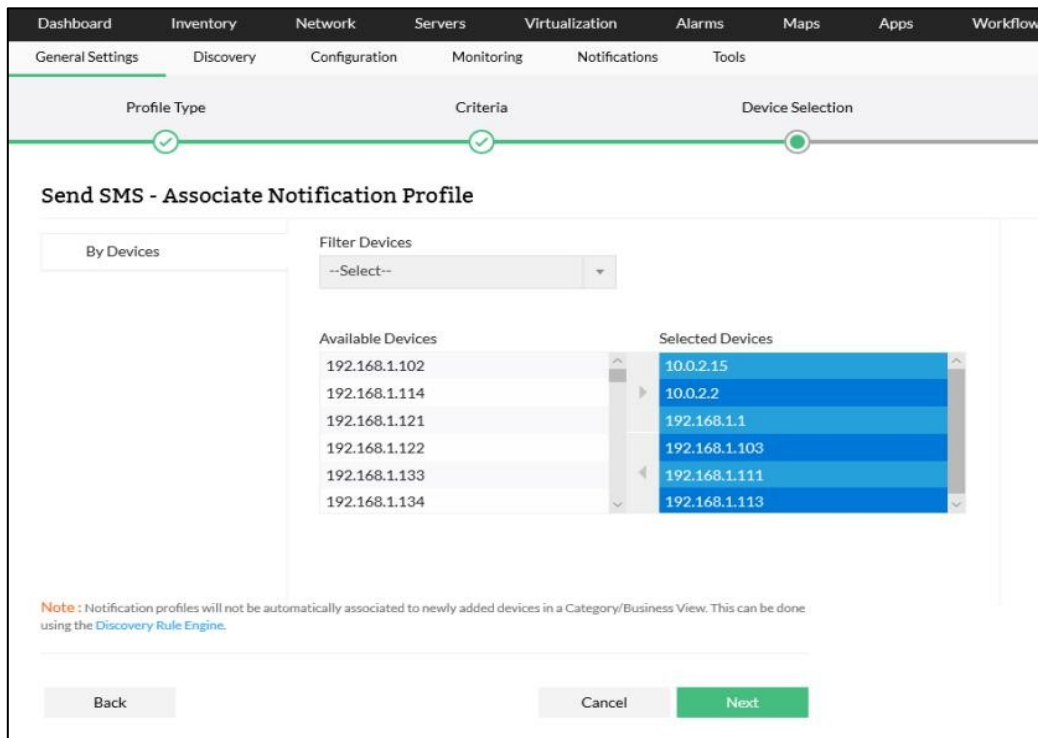 Dashboard Inventory Network Servers Virtualization Alarms Maps Apps Workflow
General Settings Discovery Configuration Monitoring Notifications Tools
Profile Type Criteria Device Selection
Send SMS - Associate Notification Profile
By Devices
Filter Devices
--Select--
Available Devices Selected Devices
192.168.1.102 10.0.2.15
192.168.1.114 10.0.2.2
192.168.1.121 192.168.1.1
192.168.1.122 192.168.1.103
192.168.1.133 192.168.1.111
192.168.1.134 192.168.1.113
Note : Notification profiles will not be automatically associated to newly added devices in a Category/Business View. This can be done
using the Discovery Rule Engine.
Back Cancel Next